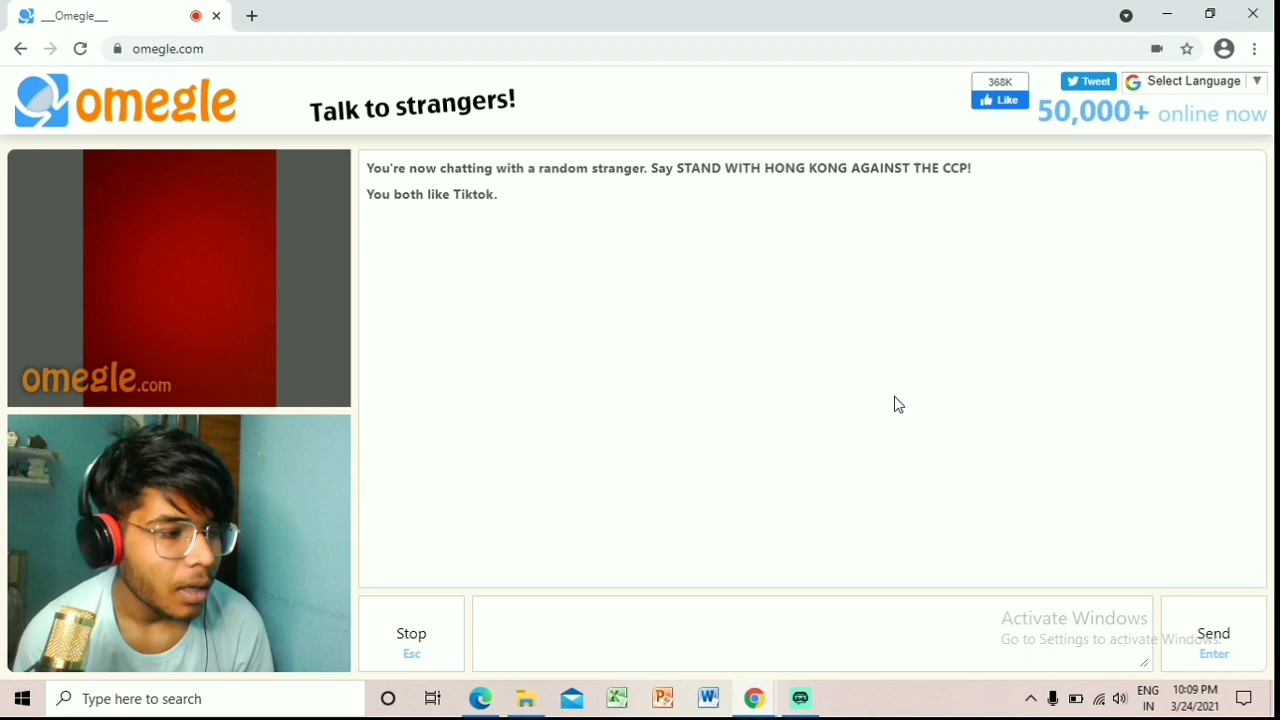 __Omegle__
omegle.com
omegle
Talk to strangers!
368K
Like
Tweet
Select Language
50,000+ online now
You're now chatting with a random stranger. Say STAND WITH HONG KONG AGAINST THE CCP!
You both like Tiktok.
omegle.com
Stop
Esc
Activate Windows
Go to Settings to activate Windows.
Send
Enter
Type here to search
ENG
IN
10:09 PM
3/24/2021